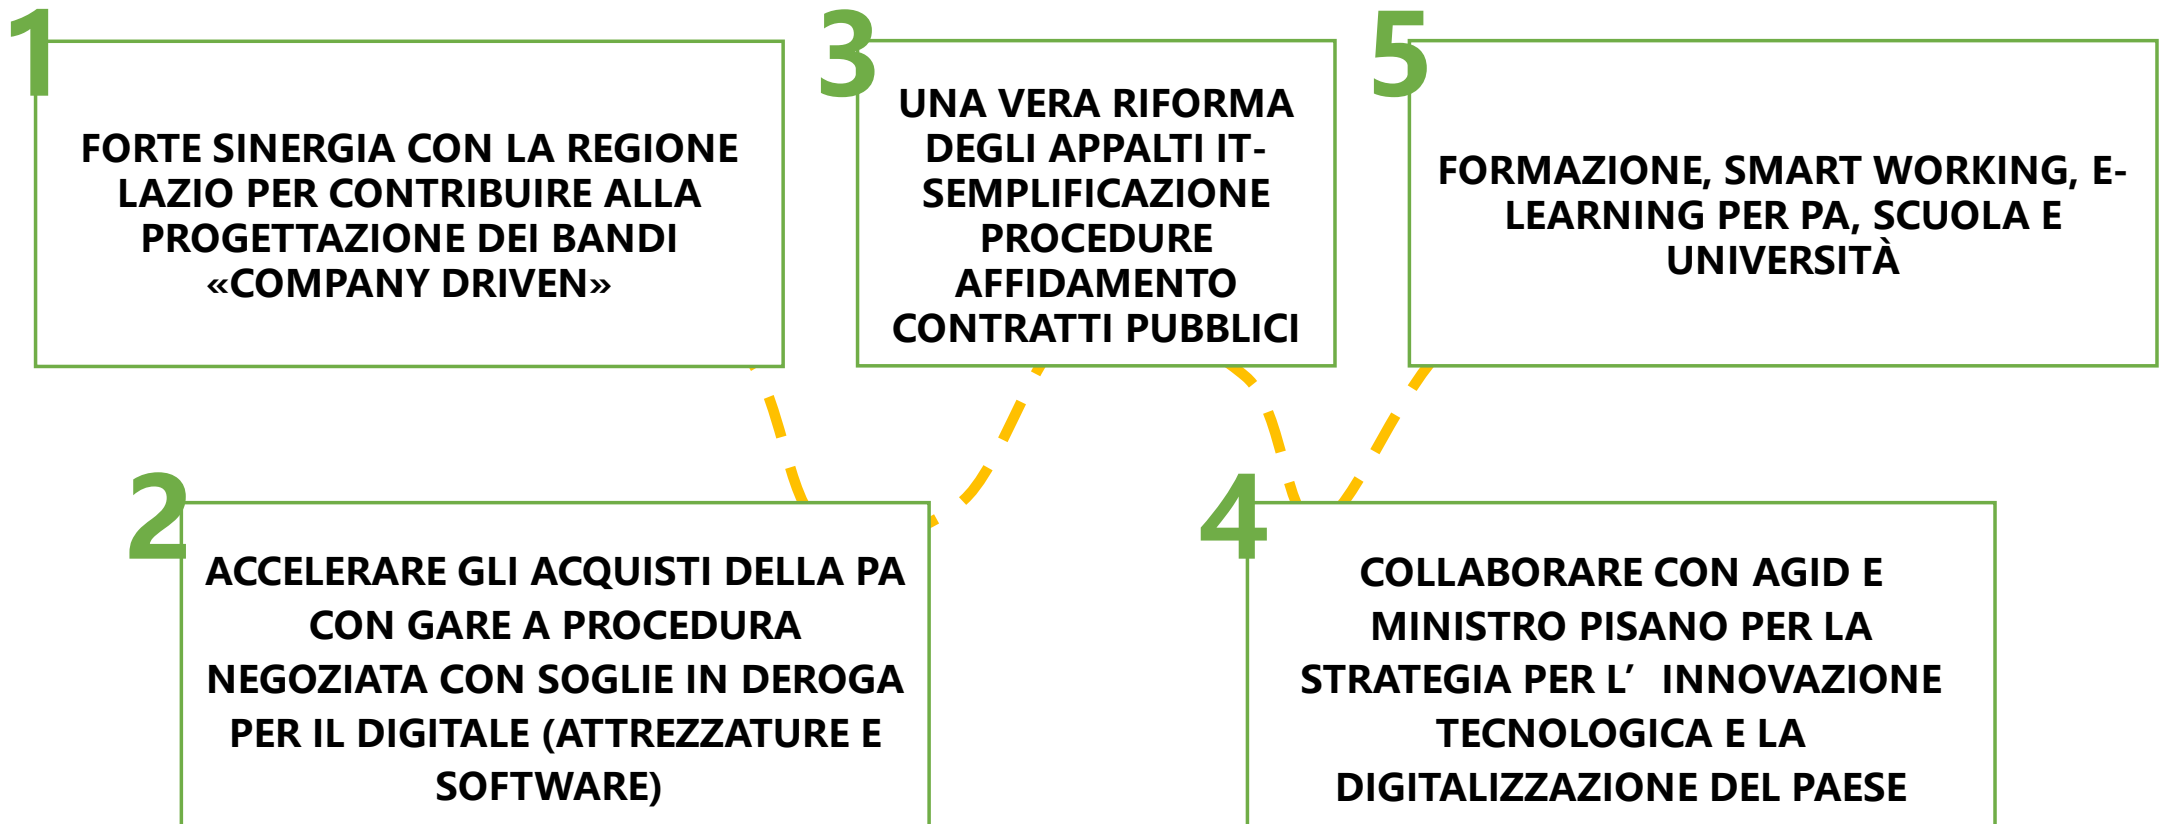 1
FORTE SINERGIA CON LA REGIONE
LAZIO PER CONTRIBUIRE ALLA
PROGETTAZIONE DEI BANDI
«COMPANY DRIVEN»
2
ACCELERARE GLI ACQUISTI DELLA PA
CON GARE A PROCEDURA
NEGOZIATA CON SOGLIE IN DEROGA
PER IL DIGITALE (ATTREZZATURE E
SOFTWARE)
3
UNA VERA RIFORMA
DEGLI APPALTI IT-
SEMPLIFICAZIONE
PROCEDURE
AFFIDAMENTO
CONTRATTI PUBBLICI
4
COLLABORARE CON AGID E
MINISTRO PISANO PER LA
STRATEGIA PER L’ INNOVAZIONE
TECNOLOGICA E LA
DIGITALIZZAZIONE DEL PAESE
5
FORMAZIONE, SMART WORKING, E-
LEARNING PER PA, SCUOLA E
UNIVERSITÀ